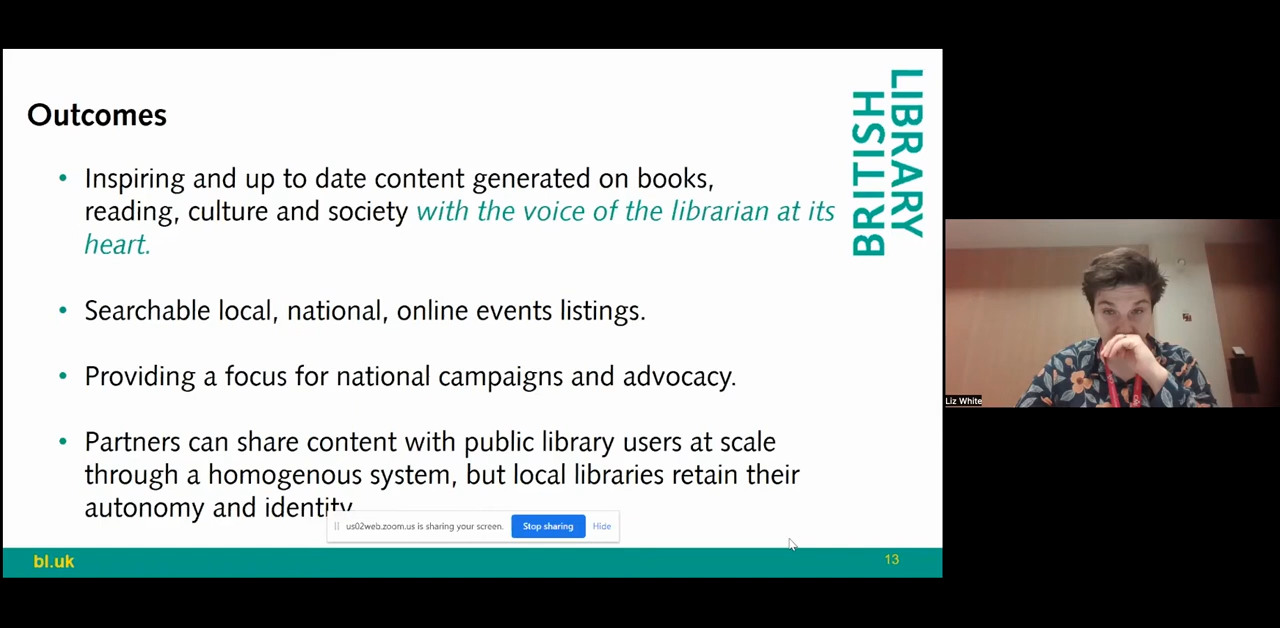 Outcomes
LIBRARY
BRITISH
• Inspiring and up to date content generated on books,
reading, culture and society with the voice of the librarian at its
heart.
• Searchable local, national, online events listings.
• Providing a focus for national campaigns and advocacy.
• Partners can share content with public library users at scale
through a homogenous system, but local libraries retain their
autonomy and identity
us02web.zoom.us is sharing your screen. Stop sharing Hide
bl.uk
13
Liz White